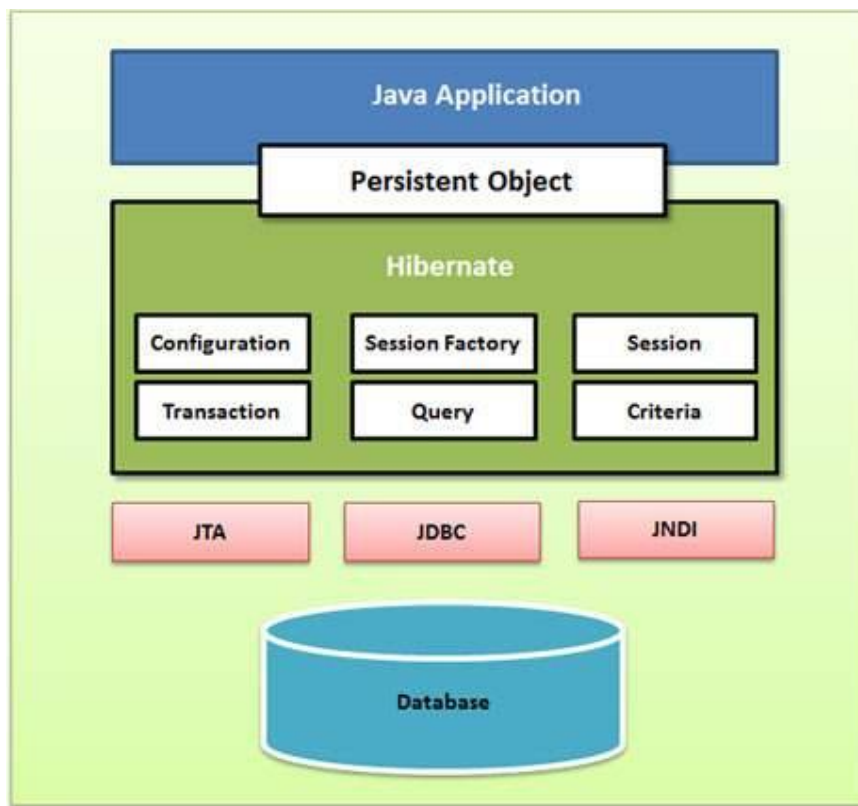 Java Application
Persistent Object
Hibernate
Configuration
Session Factory
Session
Transaction
Query
Criteria
JTA
JDBC
JNDI
Database